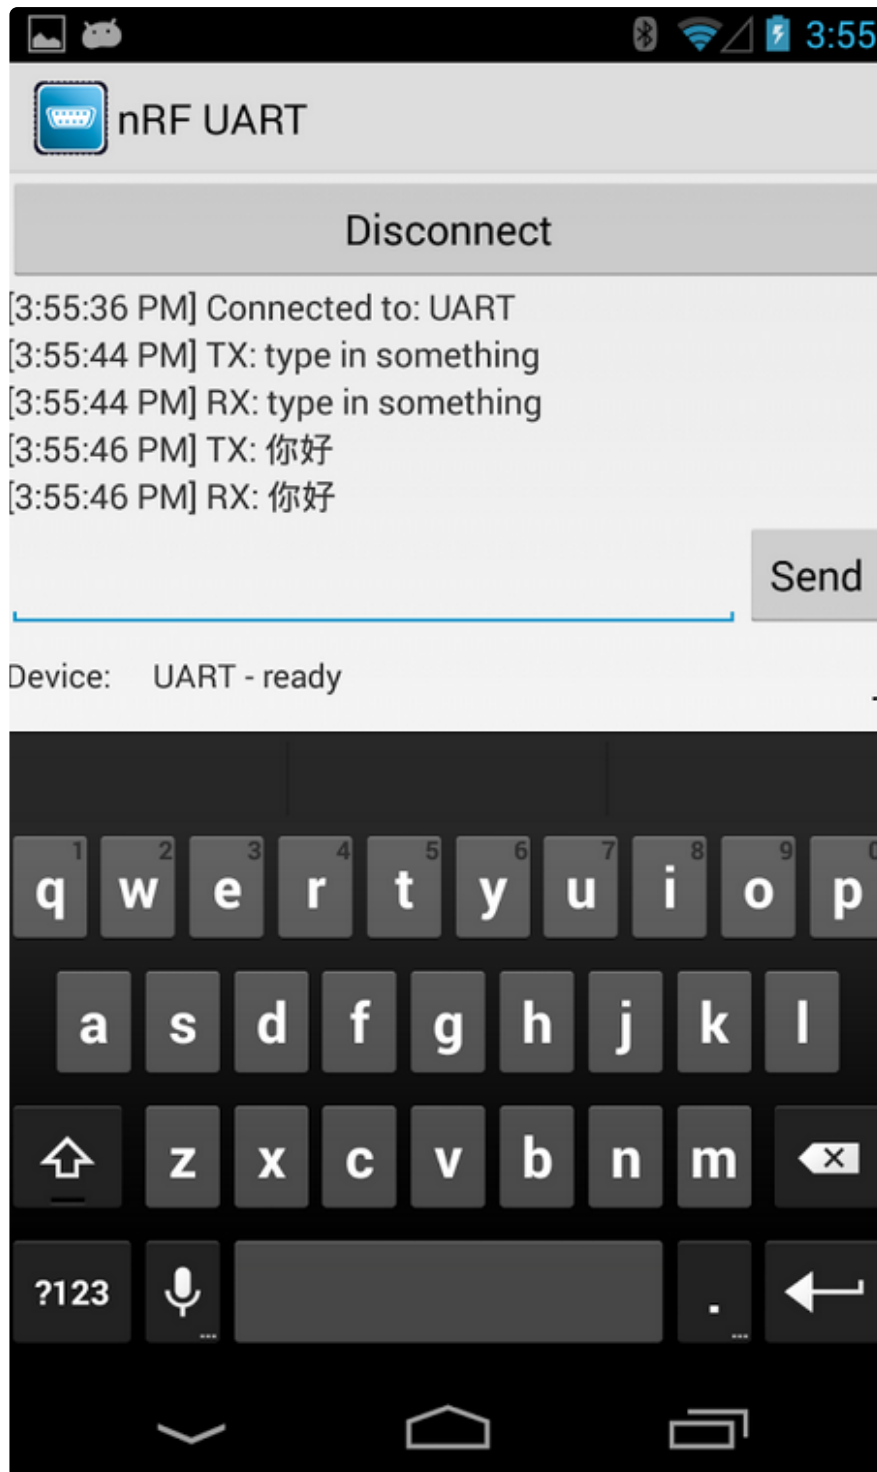 3:55
nRF UART
Disconnect
[3:55:36 PM] Connected to: UART
[3:55:44 PM] TX: type in something
[3:55:44 PM] RX: type in something
[3:55:46 PM] TX: 你好
[3:55:46 PM] RX: 你好
Send
Device: UART - ready
1 2 3 4 5 6 7 8 9 0
q w e r t y u i o p
a s d f g h j k l
z x c v b n m
?123 .